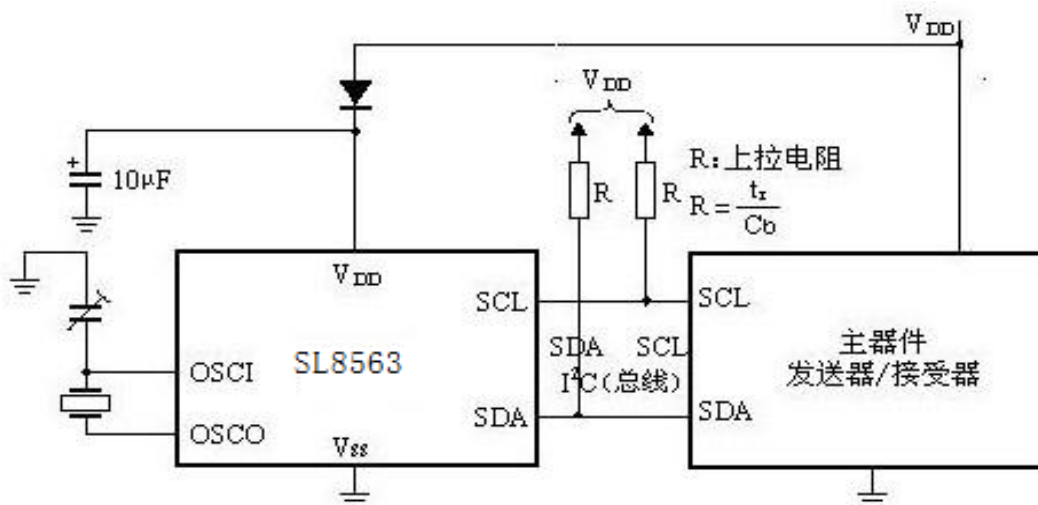 VDD
VDD
+
10μF
R:上拉电阻
R
R
R = tr/Cb
VDD
SCL
SCL
OSCI
SL8563
SDA
SCL
主器件
发送器/接受器
I²C(总线)
OSCO
SDA
SDA
VSS